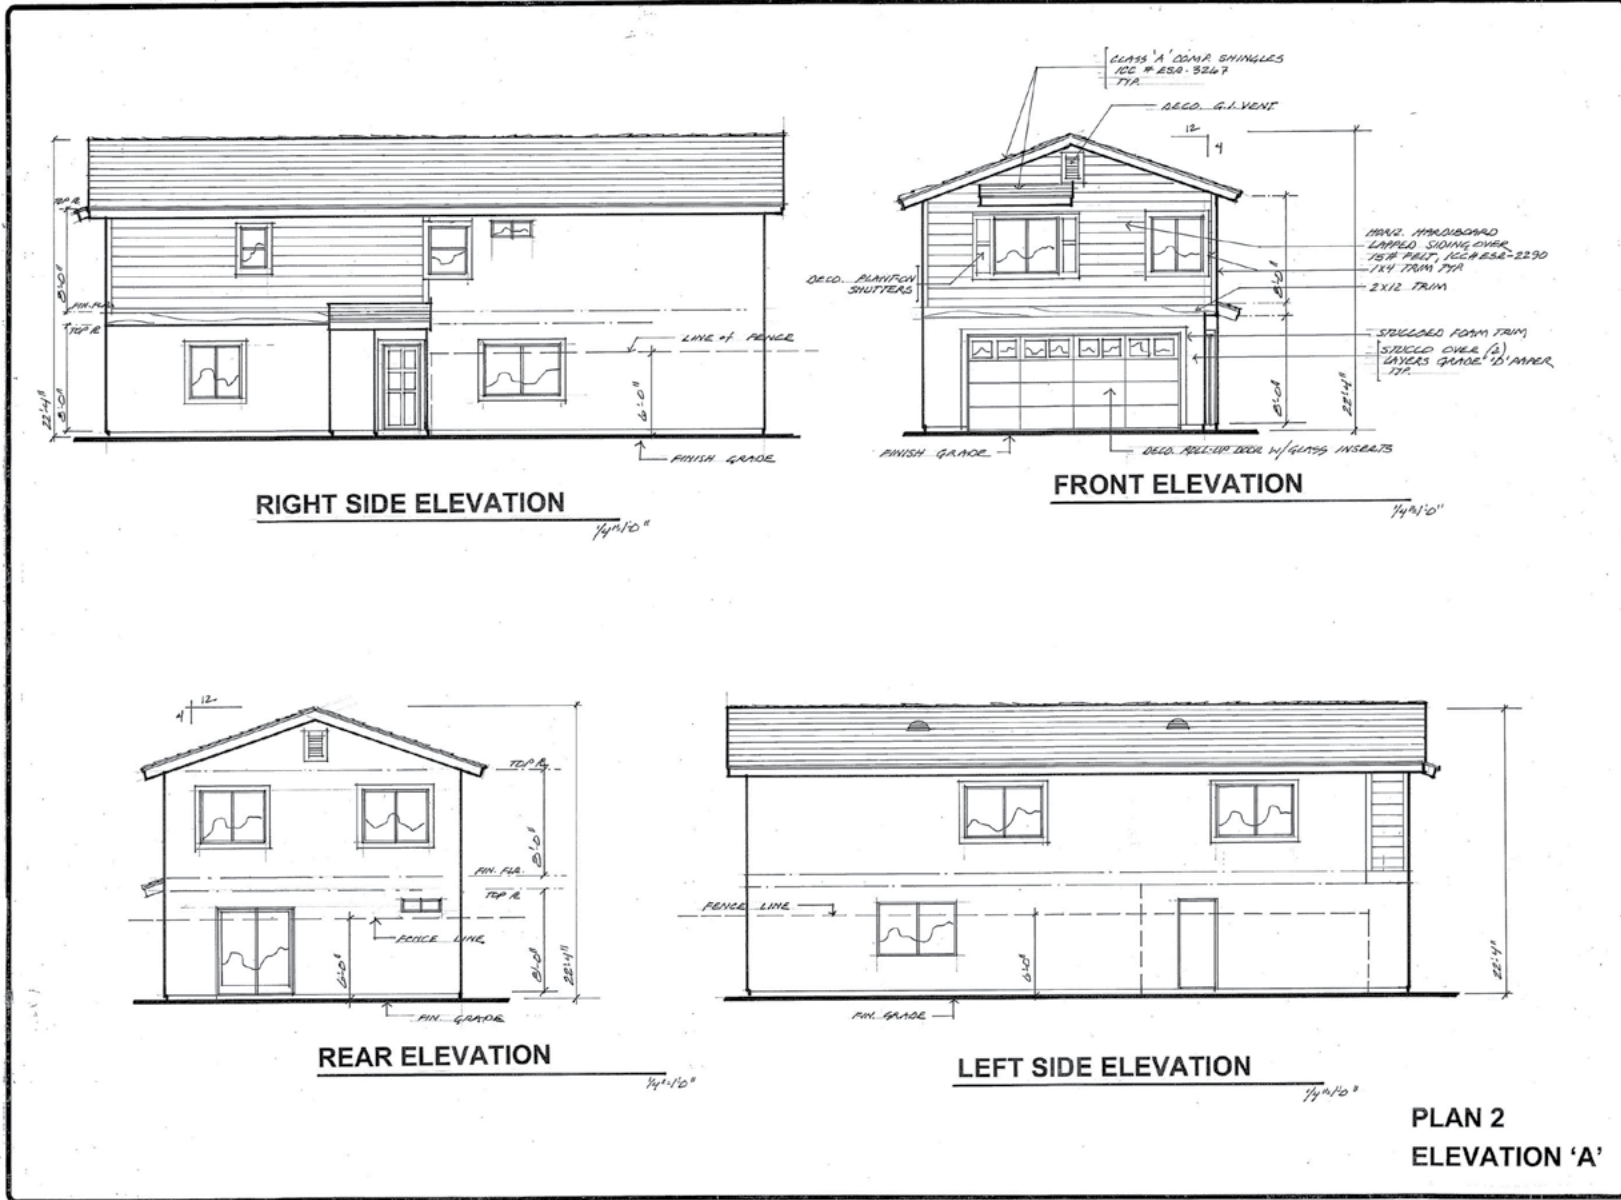 CLASS 'A' COMP. SHINGLES
ICC # ESR-3267
TYP.
DECO. G.I. VENT
12
4
TOP PL
8'-0"
FIN. FLR.
TOP PL
8'-0"
22'-4"
LINE of FENCE
6'-0"
FINISH GRADE
RIGHT SIDE ELEVATION
1/4"=1'-0"
DECO. PLANT-ON
SHUTTERS
HORIZ. HARDIBOARD
LAPPED SIDING OVER
15# FELT, ICC#ESR-2290
1X4 TRIM TYP
2X12 TRIM
STUCCOED FOAM TRIM
STUCCO OVER (2)
LAYERS GRADE 'D' PAPER
TYP.
8'-0"
8'-0"
22'-4"
FINISH GRADE
DECO. ROLL-UP DOOR W/GLASS INSERTS
FRONT ELEVATION
1/4"=1'-0"
12
4
TOP PL
8'-0"
FIN. FLR.
TOP PL
FENCE LINE
6'-0"
8'-0"
22'-4"
FIN. GRADE
REAR ELEVATION
1/4"=1'-0"
FENCE LINE
6'-0"
22'-4"
FIN. GRADE
LEFT SIDE ELEVATION
1/4"=1'-0"
PLAN 2
ELEVATION 'A'